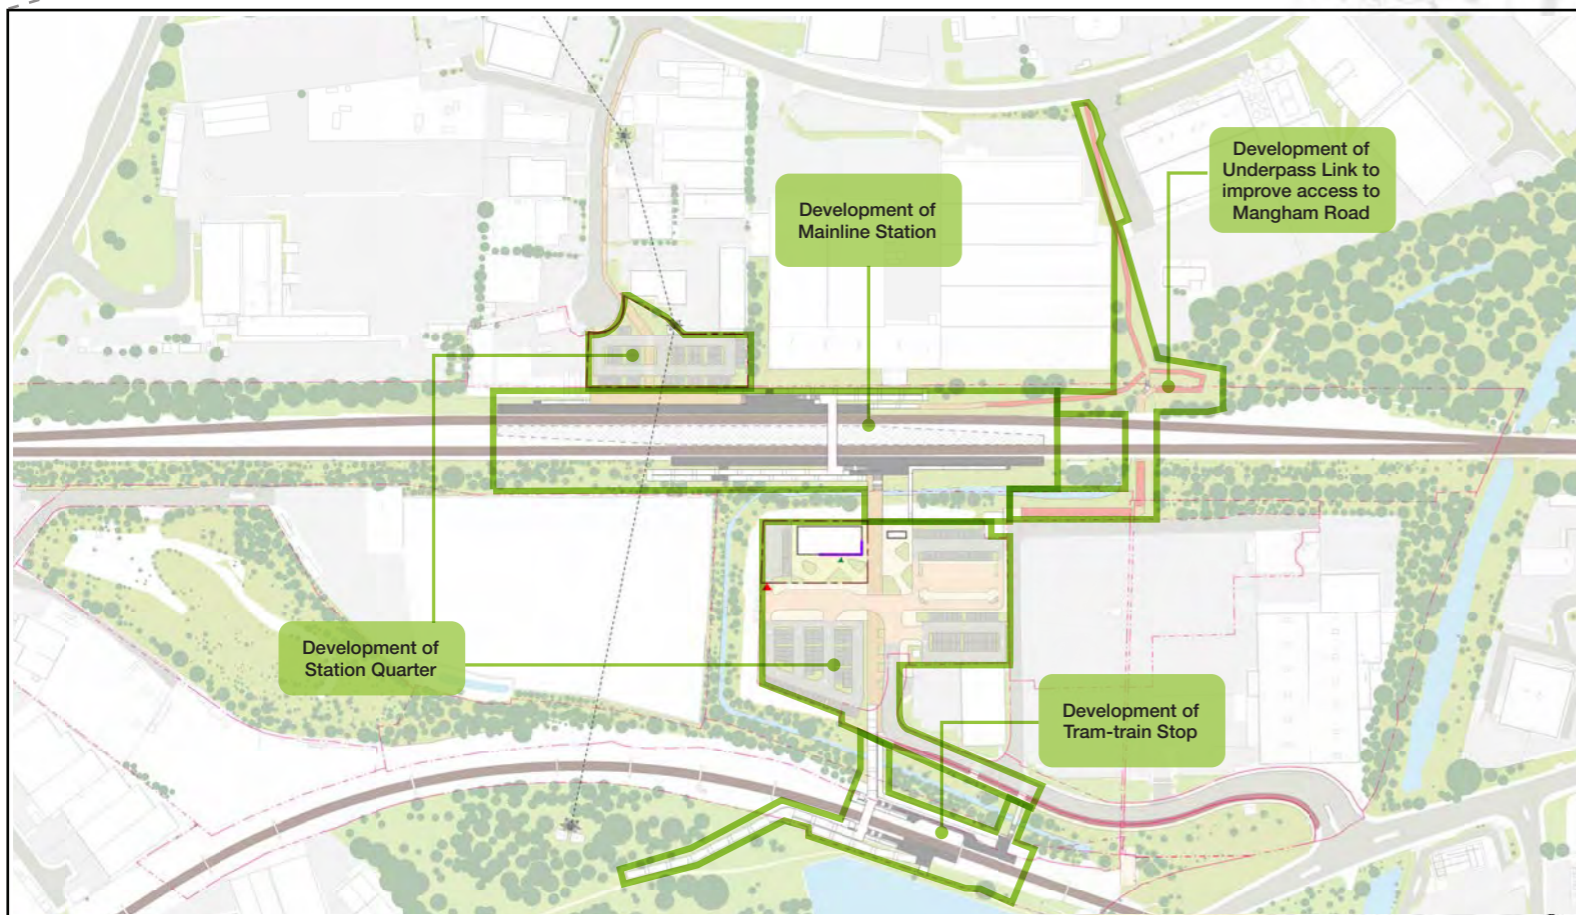 Development of
Underpass Link to
improve access to
Mangham Road
Development of
Mainline Station
Development of
Station Quarter
Development of
Tram-train Stop